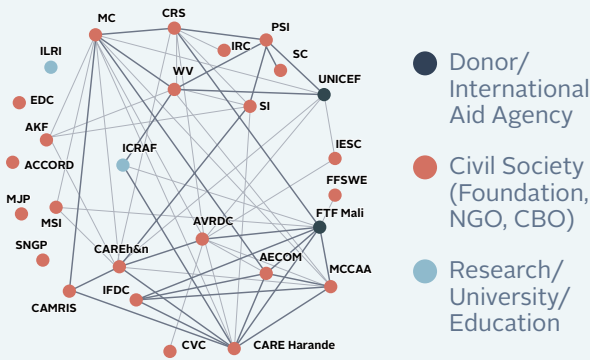 MC
CRS
PSI
IRC
SC
ILRI
WV
UNICEF
EDC
SI
AKF
ICRAF
IESC
ACCORD
FFSWE
MJP
MSI
AVRDC
FTF Mali
SNGP
CAREh&n
AECOM
MCCAA
IFDC
CAMRIS
CVC
CARE Harande
Donor/
International
Aid Agency
Civil Society
(Foundation,
NGO, CBO)
Research/
University/
Education